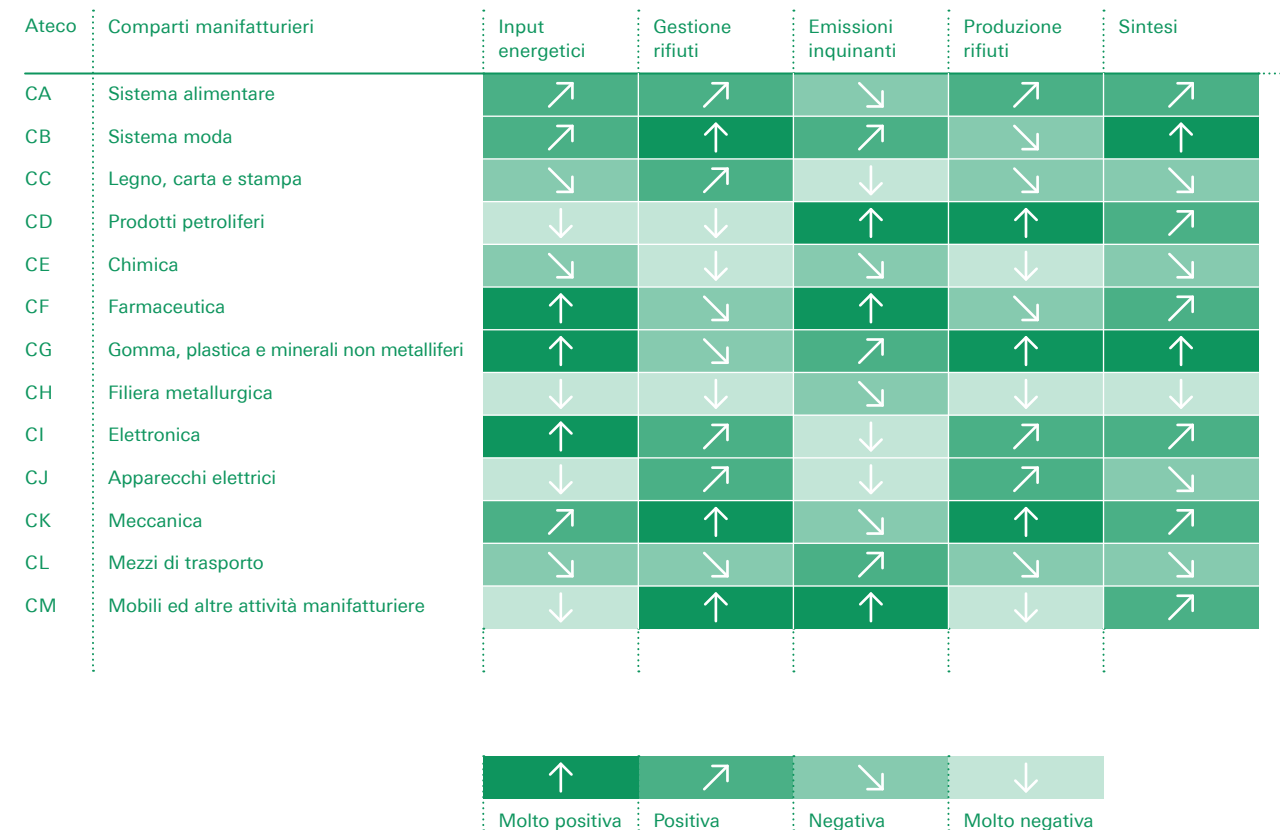 Ateco Comparti manifatturieri Input energetici Gestione rifiuti Emissioni inquinanti Produzione rifiuti Sintesi
CA Sistema alimentare
CB Sistema moda
CC Legno, carta e stampa
CD Prodotti petroliferi
CE Chimica
CF Farmaceutica
CG Gomma, plastica e minerali non metalliferi
CH Filiera metallurgica
CI Elettronica
CJ Apparecchi elettrici
CK Meccanica
CL Mezzi di trasporto
CM Mobili ed altre attività manifatturiere
Molto positiva Positiva Negativa Molto negativa